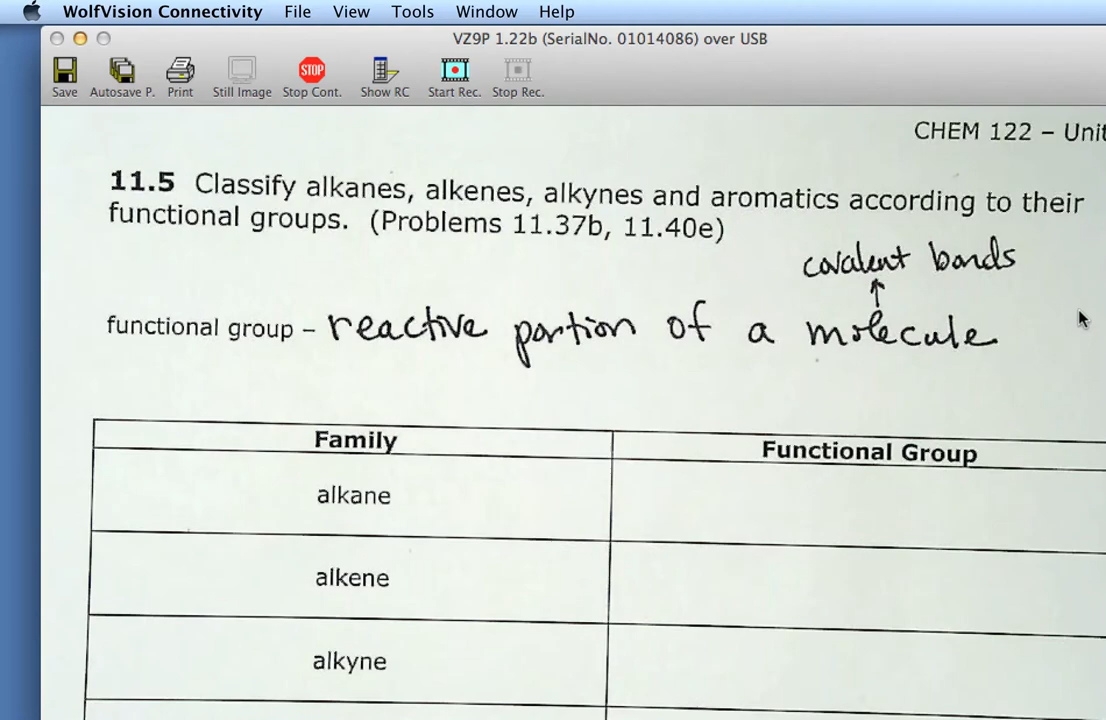 WolfVision Connectivity File View Tools Window Help
VZ9P 1.22b (SerialNo. 01014086) over USB
Save Autosave P. Print Still Image STOP Stop Cont. Show RC Start Rec. Stop Rec.
CHEM 122 – Unit
11.5 Classify alkanes, alkenes, alkynes and aromatics according to their
functional groups. (Problems 11.37b, 11.40e)
covalent bonds
functional group – reactive portion of a molecule
Family Functional Group
alkane
alkene
alkyne